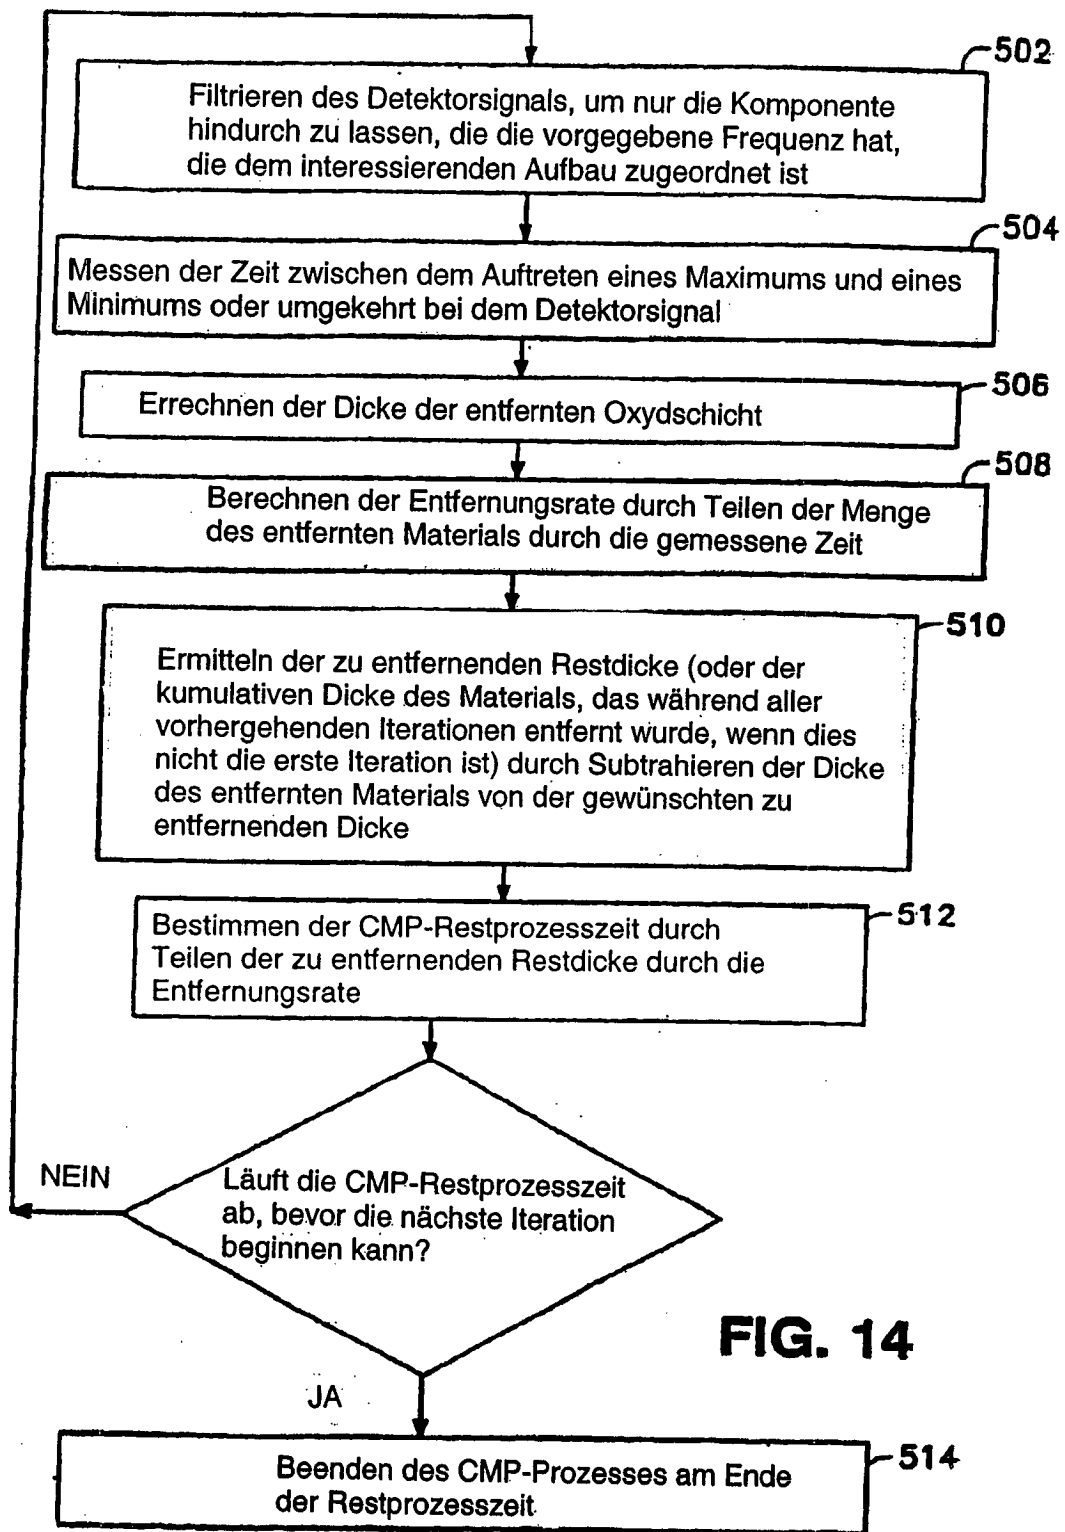 502
Filtrieren des Detektorsignals, um nur die Komponente
hindurch zu lassen, die die vorgegebene Frequenz hat,
die dem interessierenden Aufbau zugeordnet ist
504
Messen der Zeit zwischen dem Auftreten eines Maximums und eines
Minimums oder umgekehrt bei dem Detektorsignal
506
Errechnen der Dicke der entfernten Oxydschicht
508
Berechnen der Entfernungsrate durch Teilen der Menge
des entfernten Materials durch die gemessene Zeit
510
Ermitteln der zu entfernenden Restdicke (oder der
kumulativen Dicke des Materials, das während aller
vorhergehenden Iterationen entfernt wurde, wenn dies
nicht die erste Iteration ist) durch Subtrahieren der Dicke
des entfernten Materials von der gewünschten zu
entfernenden Dicke
512
Bestimmen der CMP-Restprozesszeit durch
Teilen der zu entfernenden Restdicke durch die
Entfernungsrate
NEIN
Läuft die CMP-Restprozesszeit
ab, bevor die nächste Iteration
beginnen kann?
FIG. 14
JA
514
Beenden des CMP-Prozesses am Ende
der Restprozesszeit